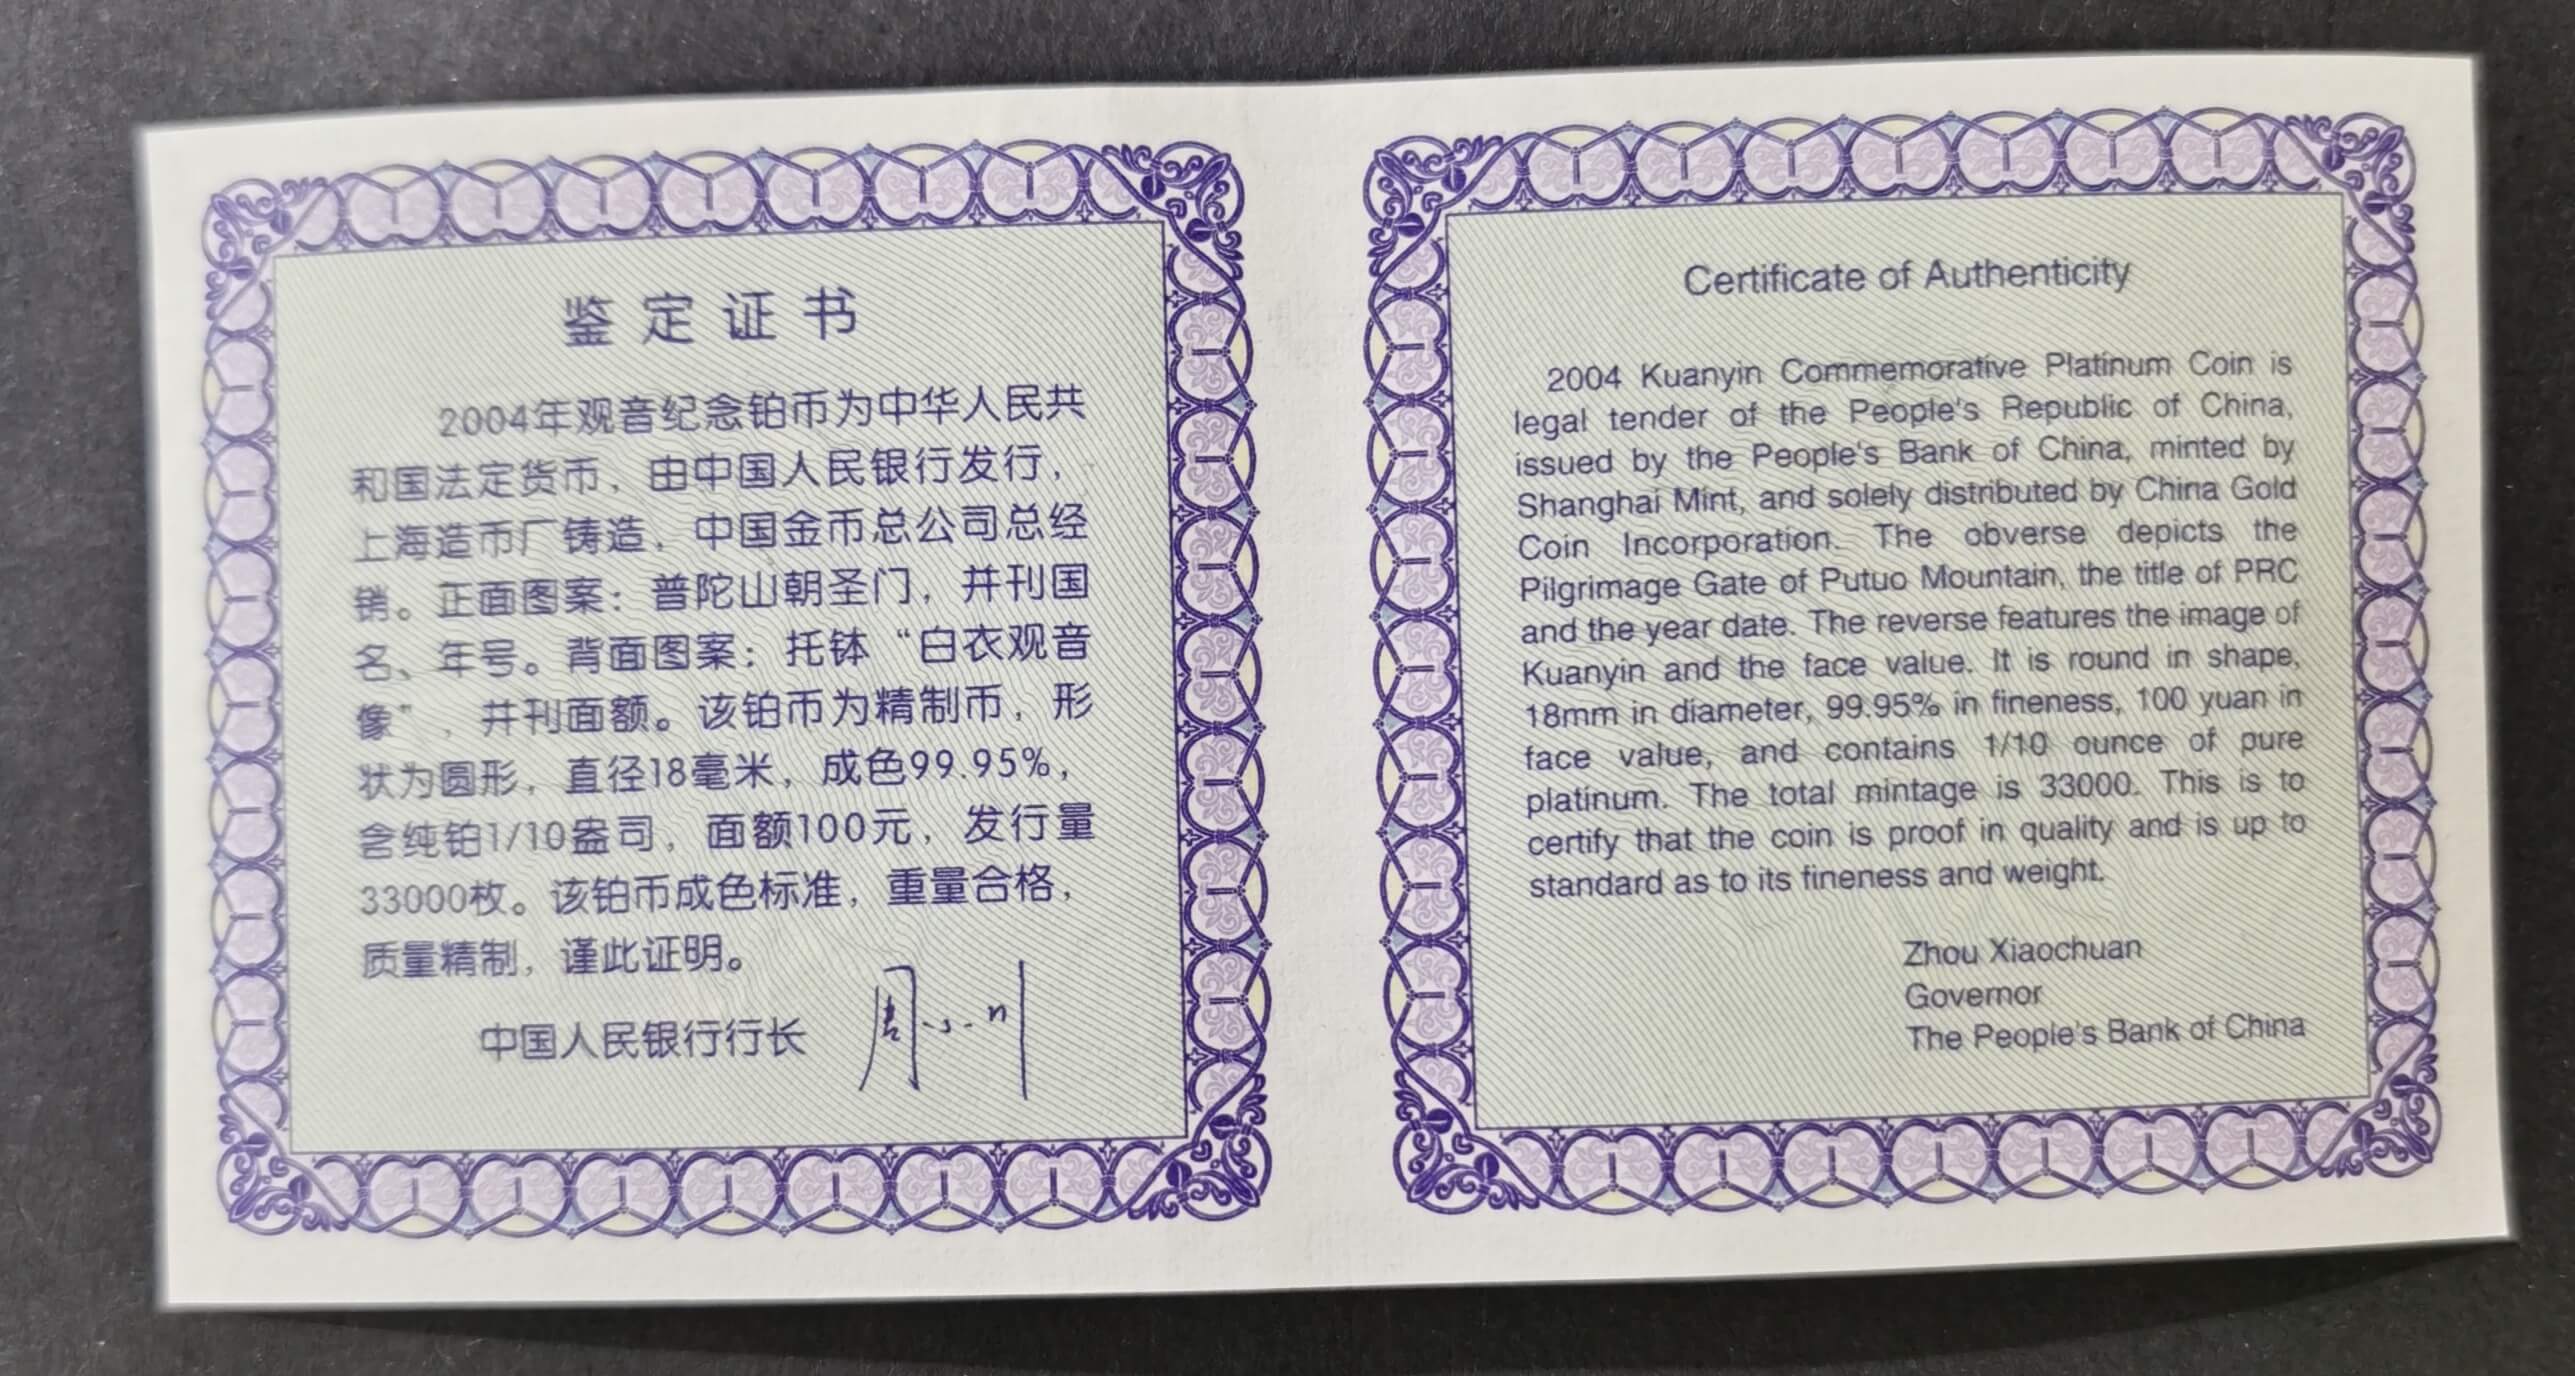 鉴定证书
2004年观音纪念铂币为中华人民共
和国法定货币，由中国人民银行发行，
上海造币厂铸造，中国金币总公司总经
销。正面图案：普陀山朝圣门，并刊国
名、年号。背面图案：托钵“白衣观音
像”，并刊面额。该铂币为精制币，形
状为圆形，直径18毫米，成色99.95%，
含纯铂1/10盎司，面额100元，发行量
33000枚。该铂币成色标准，重量合格，
质量精制，谨此证明。
中国人民银行行长 周小川
Certificate of Authenticity
2004 Kuanyin Commemorative Platinum Coin is
legal tender of the People's Republic of China,
issued by the People's Bank of China, minted by
Shanghai Mint, and solely distributed by China Gold
Coin Incorporation. The obverse depicts the
Pilgrimage Gate of Putuo Mountain, the title of PRC
and the year date. The reverse features the image of
Kuanyin and the face value. It is round in shape,
18mm in diameter, 99.95% in fineness, 100 yuan in
face value, and contains 1/10 ounce of pure
platinum. The total mintage is 33000. This is to
certify that the coin is proof in quality and is up to
standard as to its fineness and weight.
Zhou Xiaochuan
Governor
The People's Bank of China